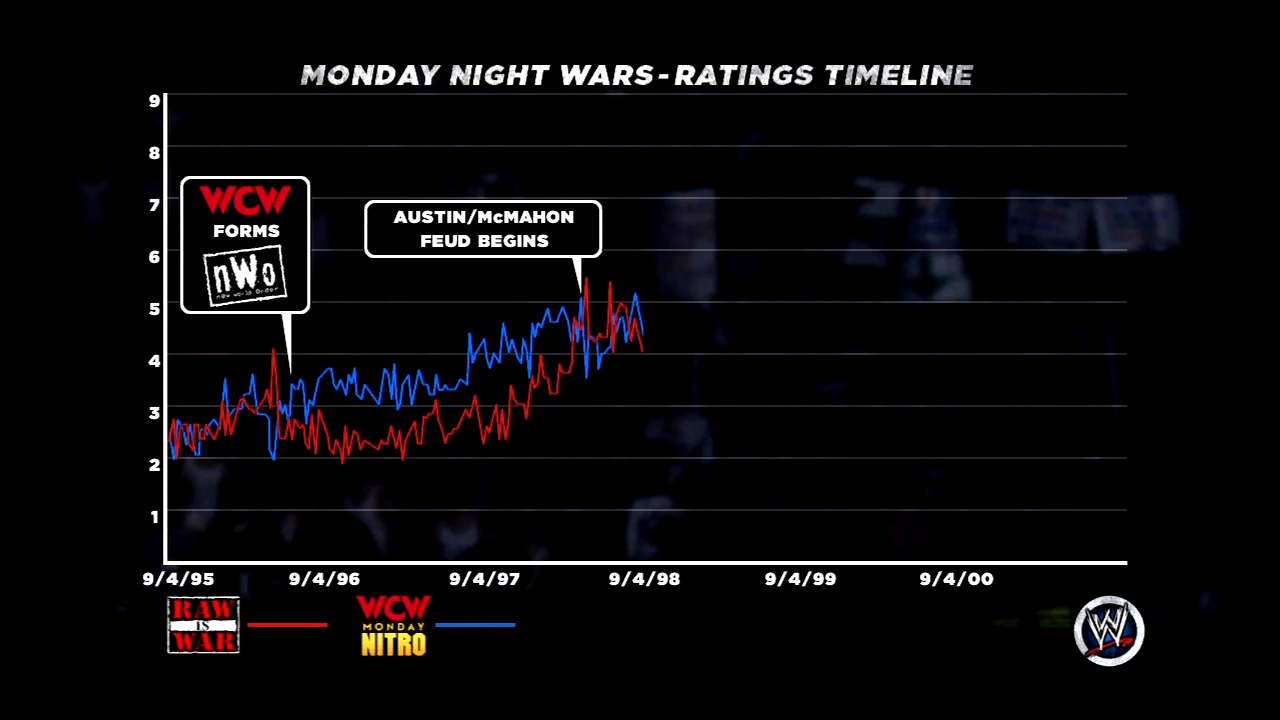 MONDAY NIGHT WARS - RATINGS TIMELINE
9
8
7
6
5
4
3
2
1
WCW
FORMS
nWo
new world order
AUSTIN/McMAHON
FEUD BEGINS
9/4/95
9/4/96
9/4/97
9/4/98
9/4/99
9/4/00
RAW
IS
WAR
WCW
MONDAY
NITRO
W